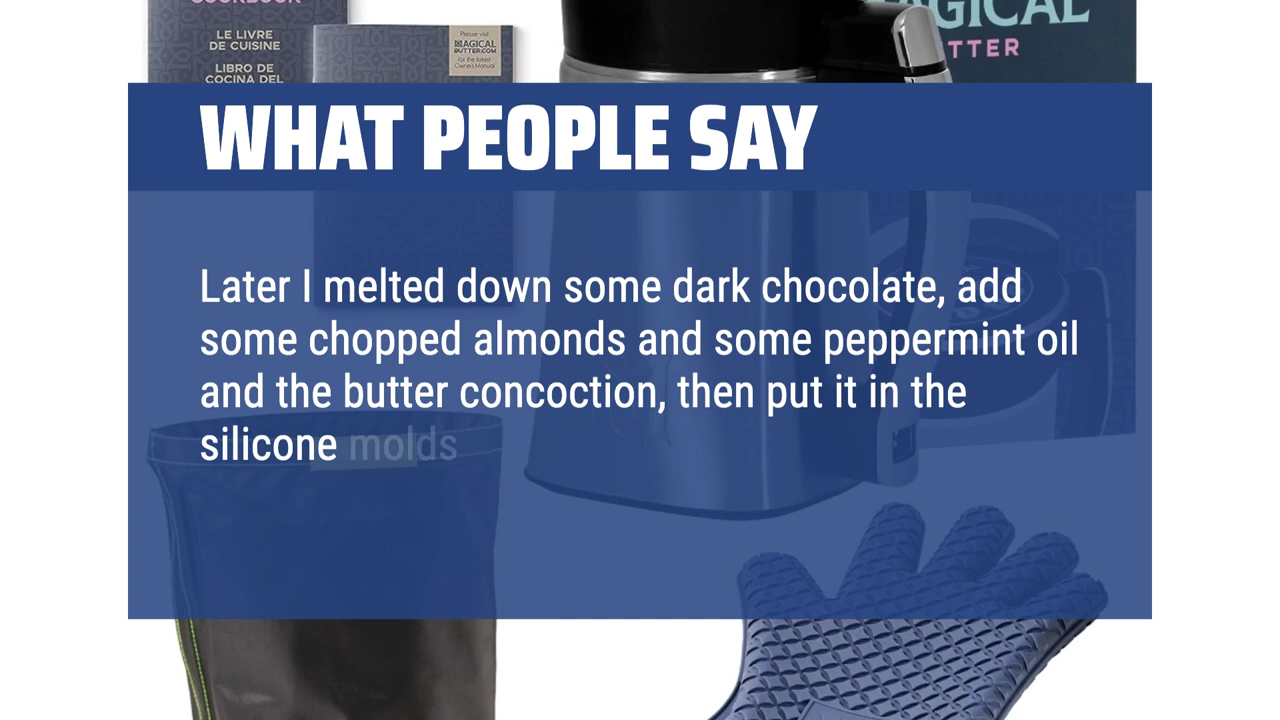 COOKBOOK
LE LIVRE
DE CUISINE
LIBRO DE
COCINA DEL
Please visit
MAGICAL
BUTTER.COM
for the latest
Owner's Manual
AGICAL
UTTER
WHAT PEOPLE SAY
Later I melted down some dark chocolate, add
some chopped almonds and some peppermint oil
and the butter concoction, then put it in the
silicone molds